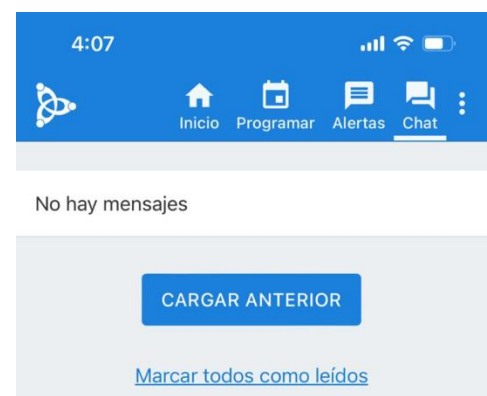 4:07
Inicio Programar Alertas Chat
No hay mensajes
CARGAR ANTERIOR
Marcar todos como leídos